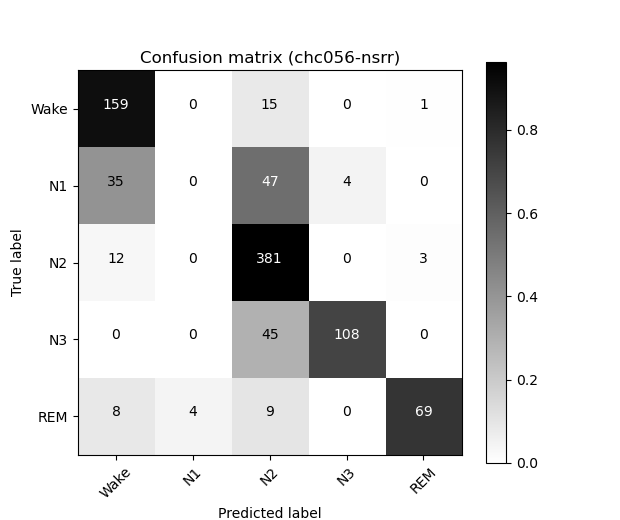 Confusion matrix (chc056-nsrr)
Wake 159 0 15 0 1
N1 35 0 47 4 0
N2 12 0 381 0 3
N3 0 0 45 108 0
REM 8 4 9 0 69
Wake N1 N2 N3 REM
True label
Predicted label
0.8
0.6
0.4
0.2
0.0